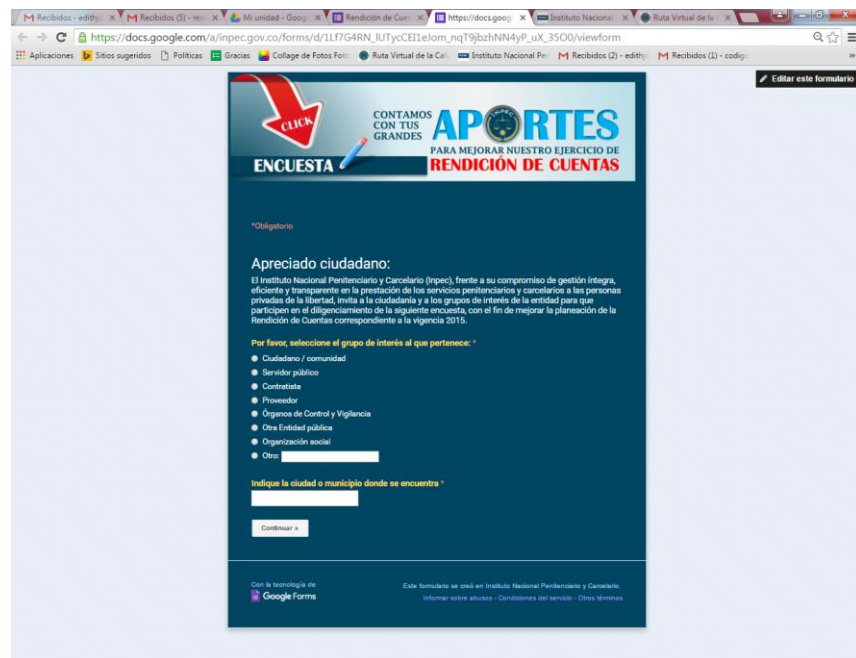 Recibidos - edithy
Recibidos (5) - ren
Mi unidad - Goog
Rendición de Cuen
https://docs.goog
Instituto Nacional
Ruta Virtual de la
https://docs.google.com/a/inpec.gov.co/forms/d/
/viewform
Aplicaciones
Sitios sugeridos
Políticas
Gracias
Collage de Fotos Foto
Ruta Virtual de la Cal
Instituto Nacional Pe
Recibidos (2) - edithjo
Recibidos (1) - codigo
»
Editar este formulario
CLICK
ENCUESTA
CONTAMOS
CON TUS
GRANDES
APORTES
PARA MEJORAR NUESTRO EJERCICIO DE
RENDICIÓN DE CUENTAS
*Obligatorio
Apreciado ciudadano:
El Instituto Nacional Penitenciario y Carcelario (Inpec), frente a su compromiso de gestión íntegra,
eficiente y transparente en la prestación de los servicios penitenciarios y carcelarios a las personas
privadas de la libertad, invita a la ciudadanía y a los grupos de interés de la entidad para que
participen en el diligenciamiento de la siguiente encuesta, con el fin de mejorar la planeación de la
Rendición de Cuentas correspondiente a la vigencia 2015.
Por favor, seleccione el grupo de interés al que pertenece: *
Ciudadano / comunidad
Servidor público
Contratista
Proveedor
Órganos de Control y Vigilancia
Otra Entidad pública
Organización social
Otro:
Indique la ciudad o municipio donde se encuentra *
Continuar »
Con la tecnología de
Google Forms
Este formulario se creó en Instituto Nacional Penitenciario y Carcelario.
Informar sobre abusos - Condiciones del servicio - Otros términos